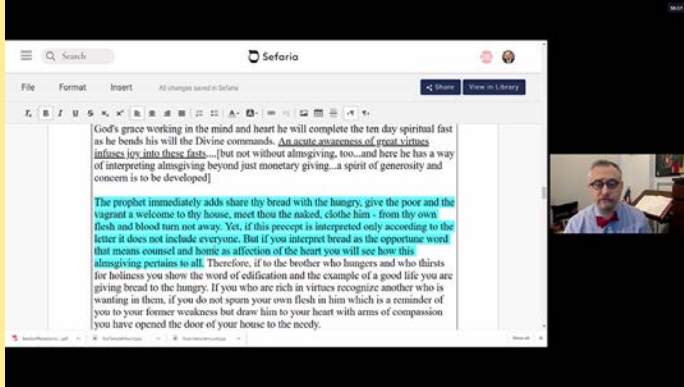 Search
Sefaria
File Format Insert All changes saved in Sefaria
Share View in Library
God's grace working in the mind and heart he will complete the ten day spiritual fast
as he bends his will the Divine commands. An acute awareness of great virtues
infuses joy into these fasts....[but not without almsgiving, too...and here he has a way
of interpreting almsgiving beyond just monetary giving...a spirit of generosity and
concern is to be developed]
The prophet immediately adds share thy bread with the hungry, give the poor and the
vagrant a welcome to thy house, meet thou the naked, clothe him - from thy own
flesh and blood turn not away. Yet, if this precept is interpreted only according to the
letter it does not include everyone. But if you interpret bread as the opportune word
that means counsel and home as affection of the heart you will see how this
almsgiving pertains to all. Therefore, if to the brother who hungers and who thirsts
for holiness you show the word of edification and the example of a good life you are
giving bread to the hungry. If you who are rich in virtues recognize another who is
wanting in them, if you do not spurn your own flesh in him which is a reminder of
you to your former weakness but draw him to your heart with arms of compassion
you have opened the door of your house to the needy.
Show all